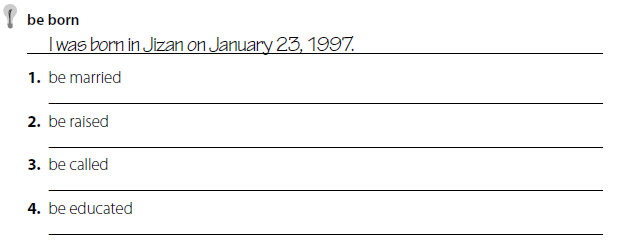 be born
I was born in Jizan on January 23, 1997.
1. be married
2. be raised
3. be called
4. be educated